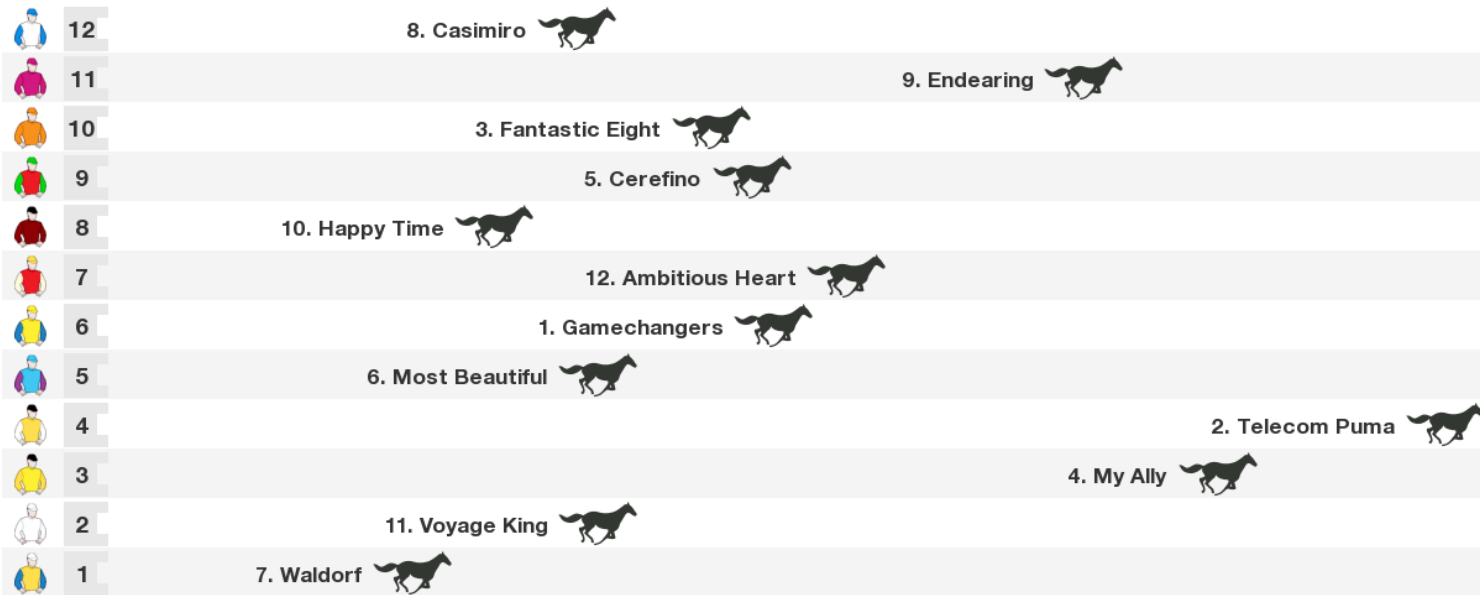 12 8. Casimiro
11 9. Endearing
10 3. Fantastic Eight
9 5. Cerefino
8 10. Happy Time
7 12. Ambitious Heart
6 1. Gamechangers
5 6. Most Beautiful
4 2. Telecom Puma
3 4. My Ally
2 11. Voyage King
1 7. Waldorf